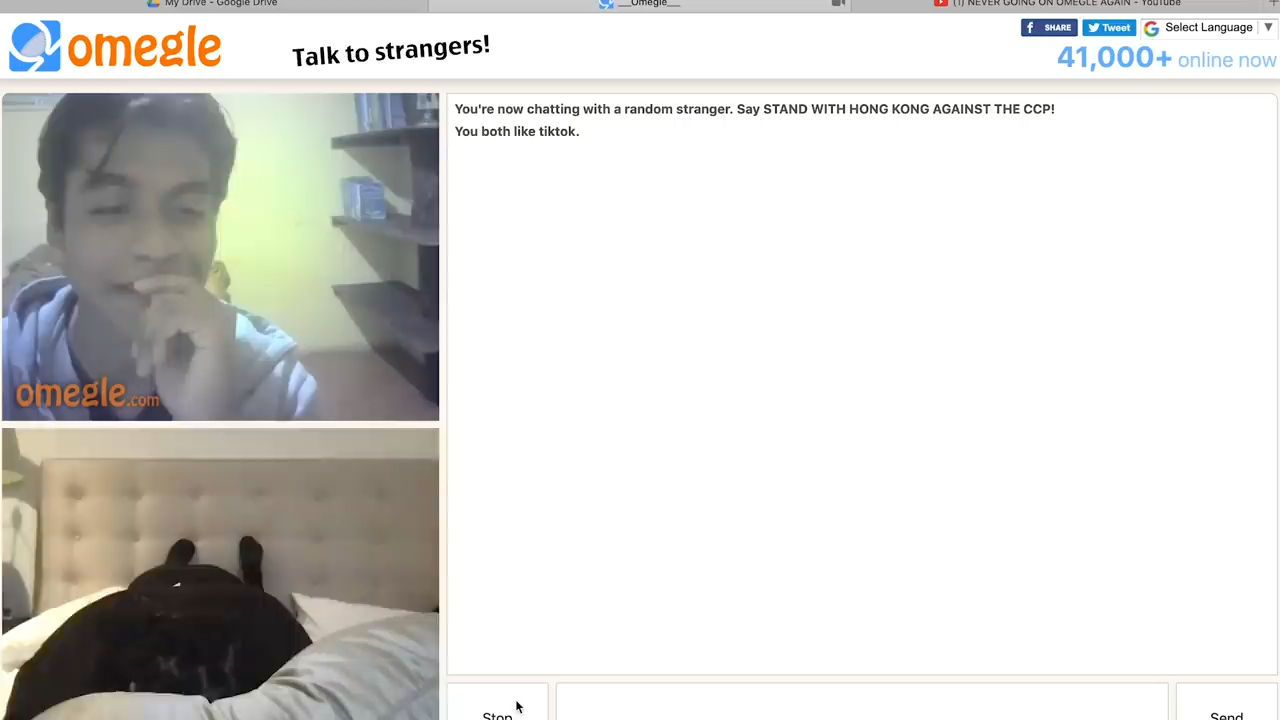 My Drive - Google Drive
__Omegle__
(1) NEVER GOING ON OMEGLE AGAIN - YouTube
omegle
Talk to strangers!
f SHARE
Tweet
G Select Language ▼
41,000+ online now
You're now chatting with a random stranger. Say STAND WITH HONG KONG AGAINST THE CCP!
You both like tiktok.
omegle.com
Stop
Send